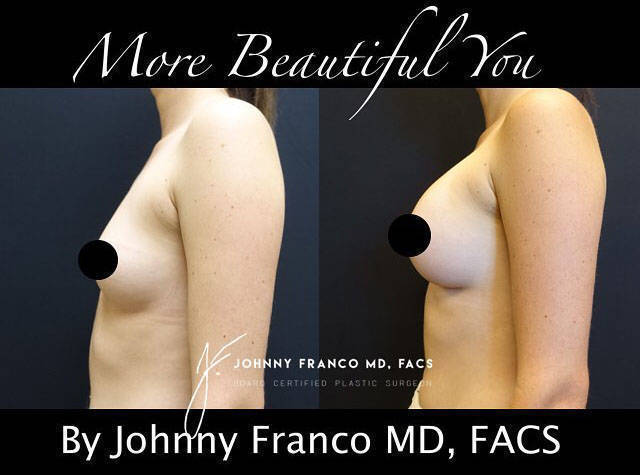 More Beautiful You
JOHNNY FRANCO MD, FACS
BOARD CERTIFIED PLASTIC SURGEON
By Johnny Franco MD, FACS